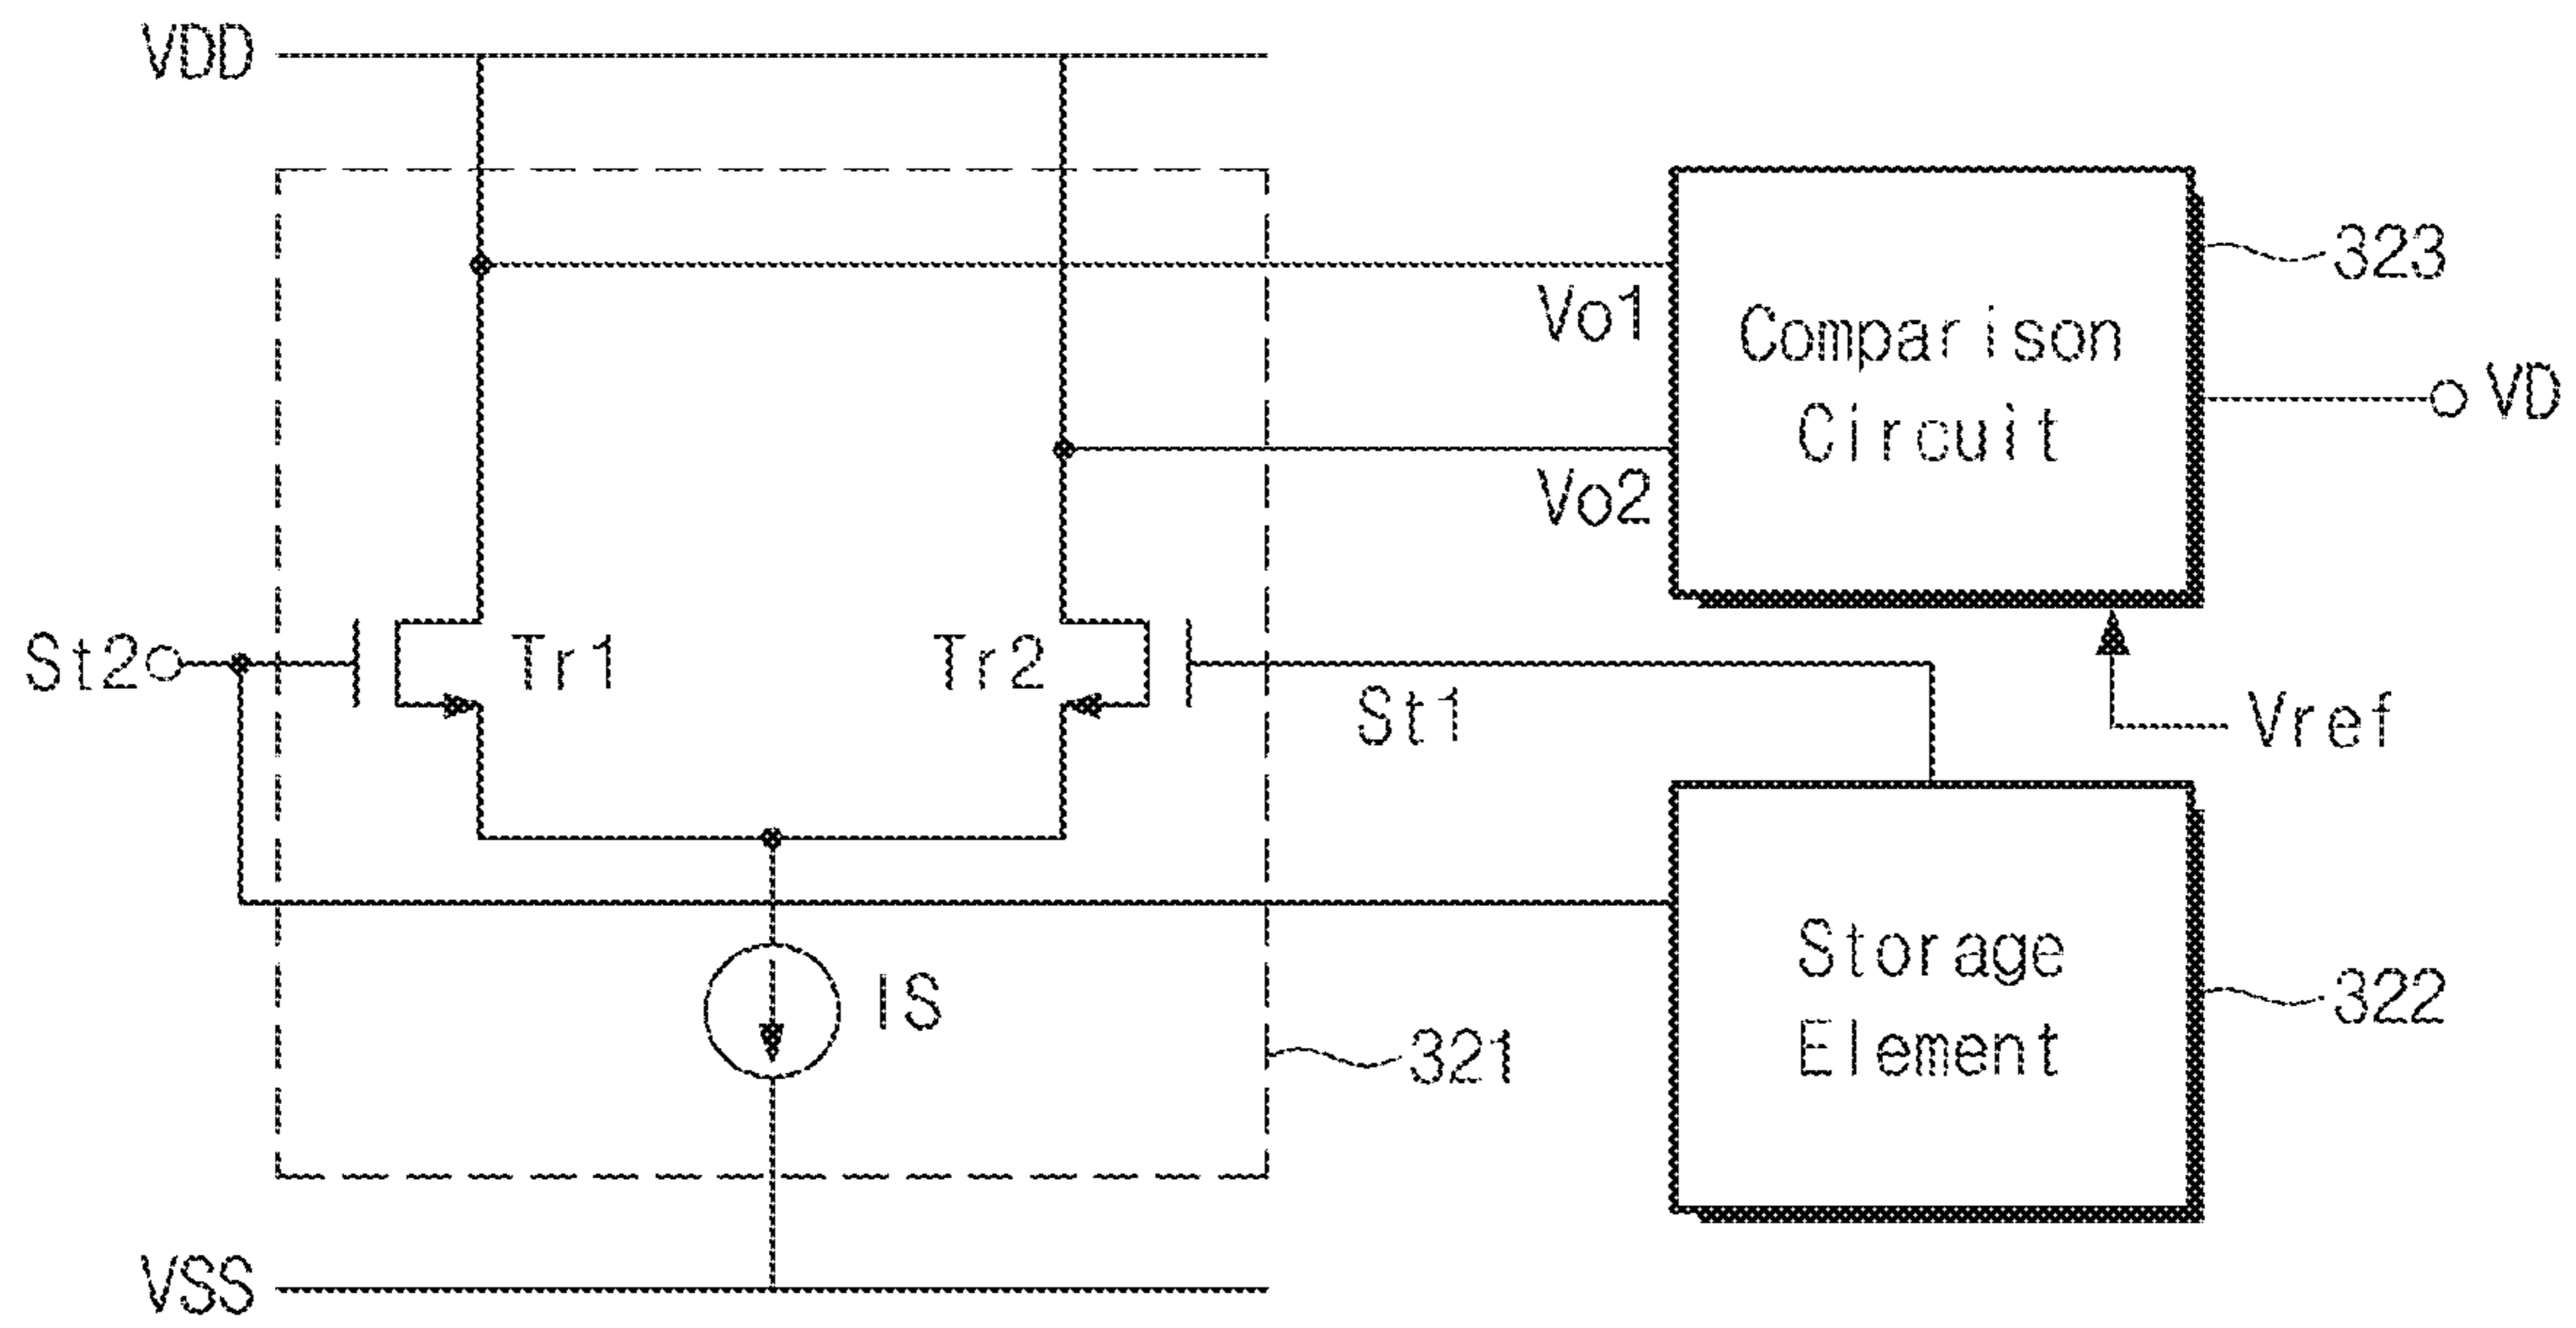 VDD
323
Vo1
Comparison
Circuit
VD
Vo2
St2
Tr1
Tr2
St1
Vref
Storage
Element
IS
322
321
VSS